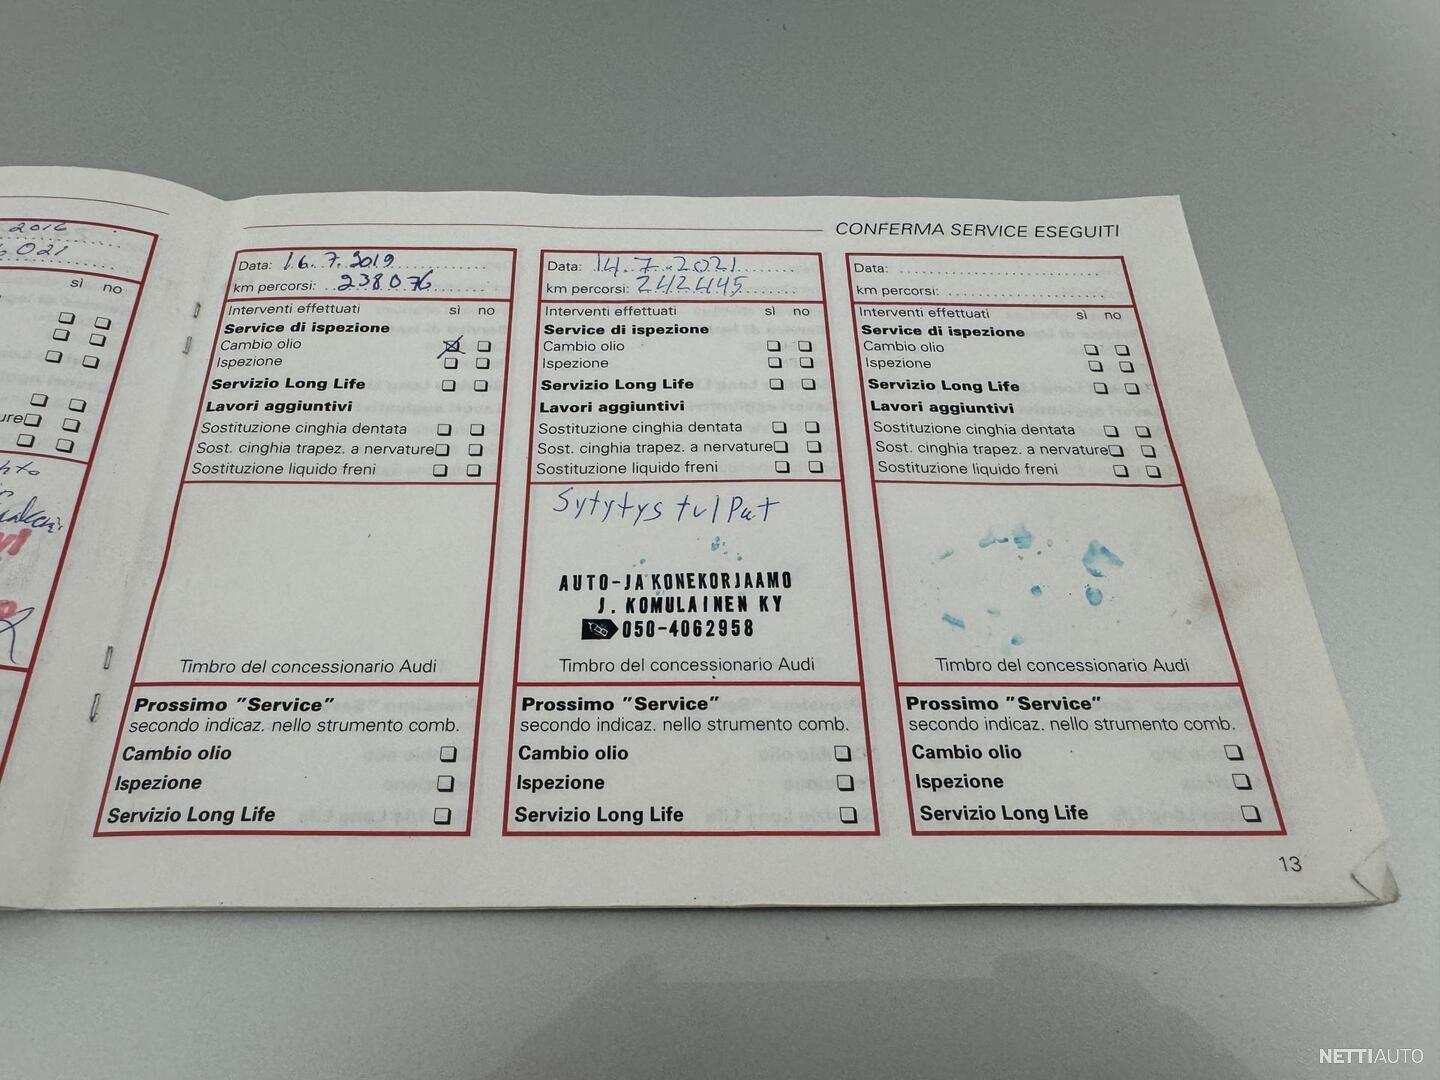 2016
021
sì no
ure
CONFERMA SERVICE ESEGUITI
Data: 16.7.2019
km percorsi: 238076
Interventi effettuati sì no
Service di ispezione
Cambio olio
Ispezione
Servizio Long Life
Lavori aggiuntivi
Sostituzione cinghia dentata
Sost. cinghia trapez. a nervature
Sostituzione liquido freni
Timbro del concessionario Audi
Prossimo "Service"
secondo indicaz. nello strumento comb.
Cambio olio
Ispezione
Servizio Long Life
Data: 14.7.2021
km percorsi: 242445
Interventi effettuati sì no
Service di ispezione
Cambio olio
Ispezione
Servizio Long Life
Lavori aggiuntivi
Sostituzione cinghia dentata
Sost. cinghia trapez. a nervature
Sostituzione liquido freni
Sytytystulpat
AUTO-JA KONEKORJAAMO
J. KOMULAINEN KY
050-4062958
Timbro del concessionario Audi
Prossimo "Service"
secondo indicaz. nello strumento comb.
Cambio olio
Ispezione
Servizio Long Life
Data:
km percorsi:
Interventi effettuati sì no
Service di ispezione
Cambio olio
Ispezione
Servizio Long Life
Lavori aggiuntivi
Sostituzione cinghia dentata
Sost. cinghia trapez. a nervature
Sostituzione liquido freni
Timbro del concessionario Audi
Prossimo "Service"
secondo indicaz. nello strumento comb.
Cambio olio
Ispezione
Servizio Long Life
13
NETTIAUTO